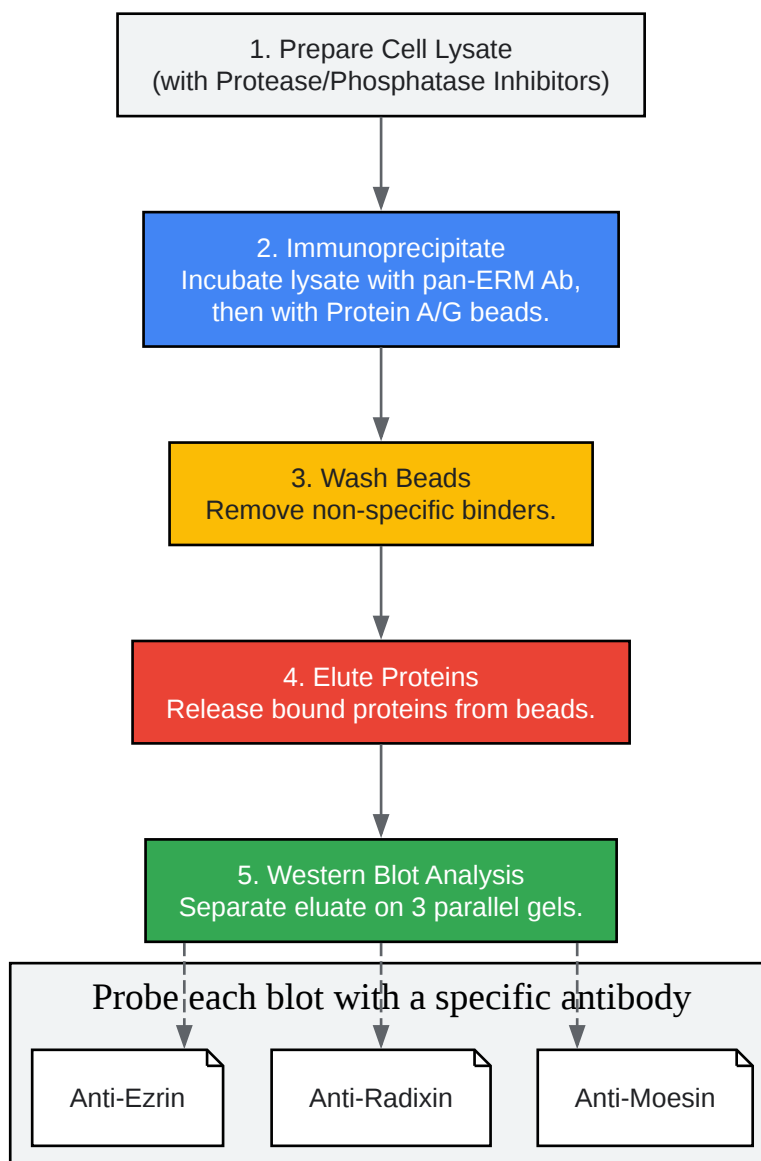 1. Prepare Cell Lysate
(with Protease/Phosphatase Inhibitors)
2. Immunoprecipitate
Incubate lysate with pan-ERM Ab,
then with Protein A/G beads.
3. Wash Beads
Remove non-specific binders.
4. Elute Proteins
Release bound proteins from beads.
5. Western Blot Analysis
Separate eluate on 3 parallel gels.
Probe each blot with a specific antibody
Anti-Ezrin
Anti-Radixin
Anti-Moesin